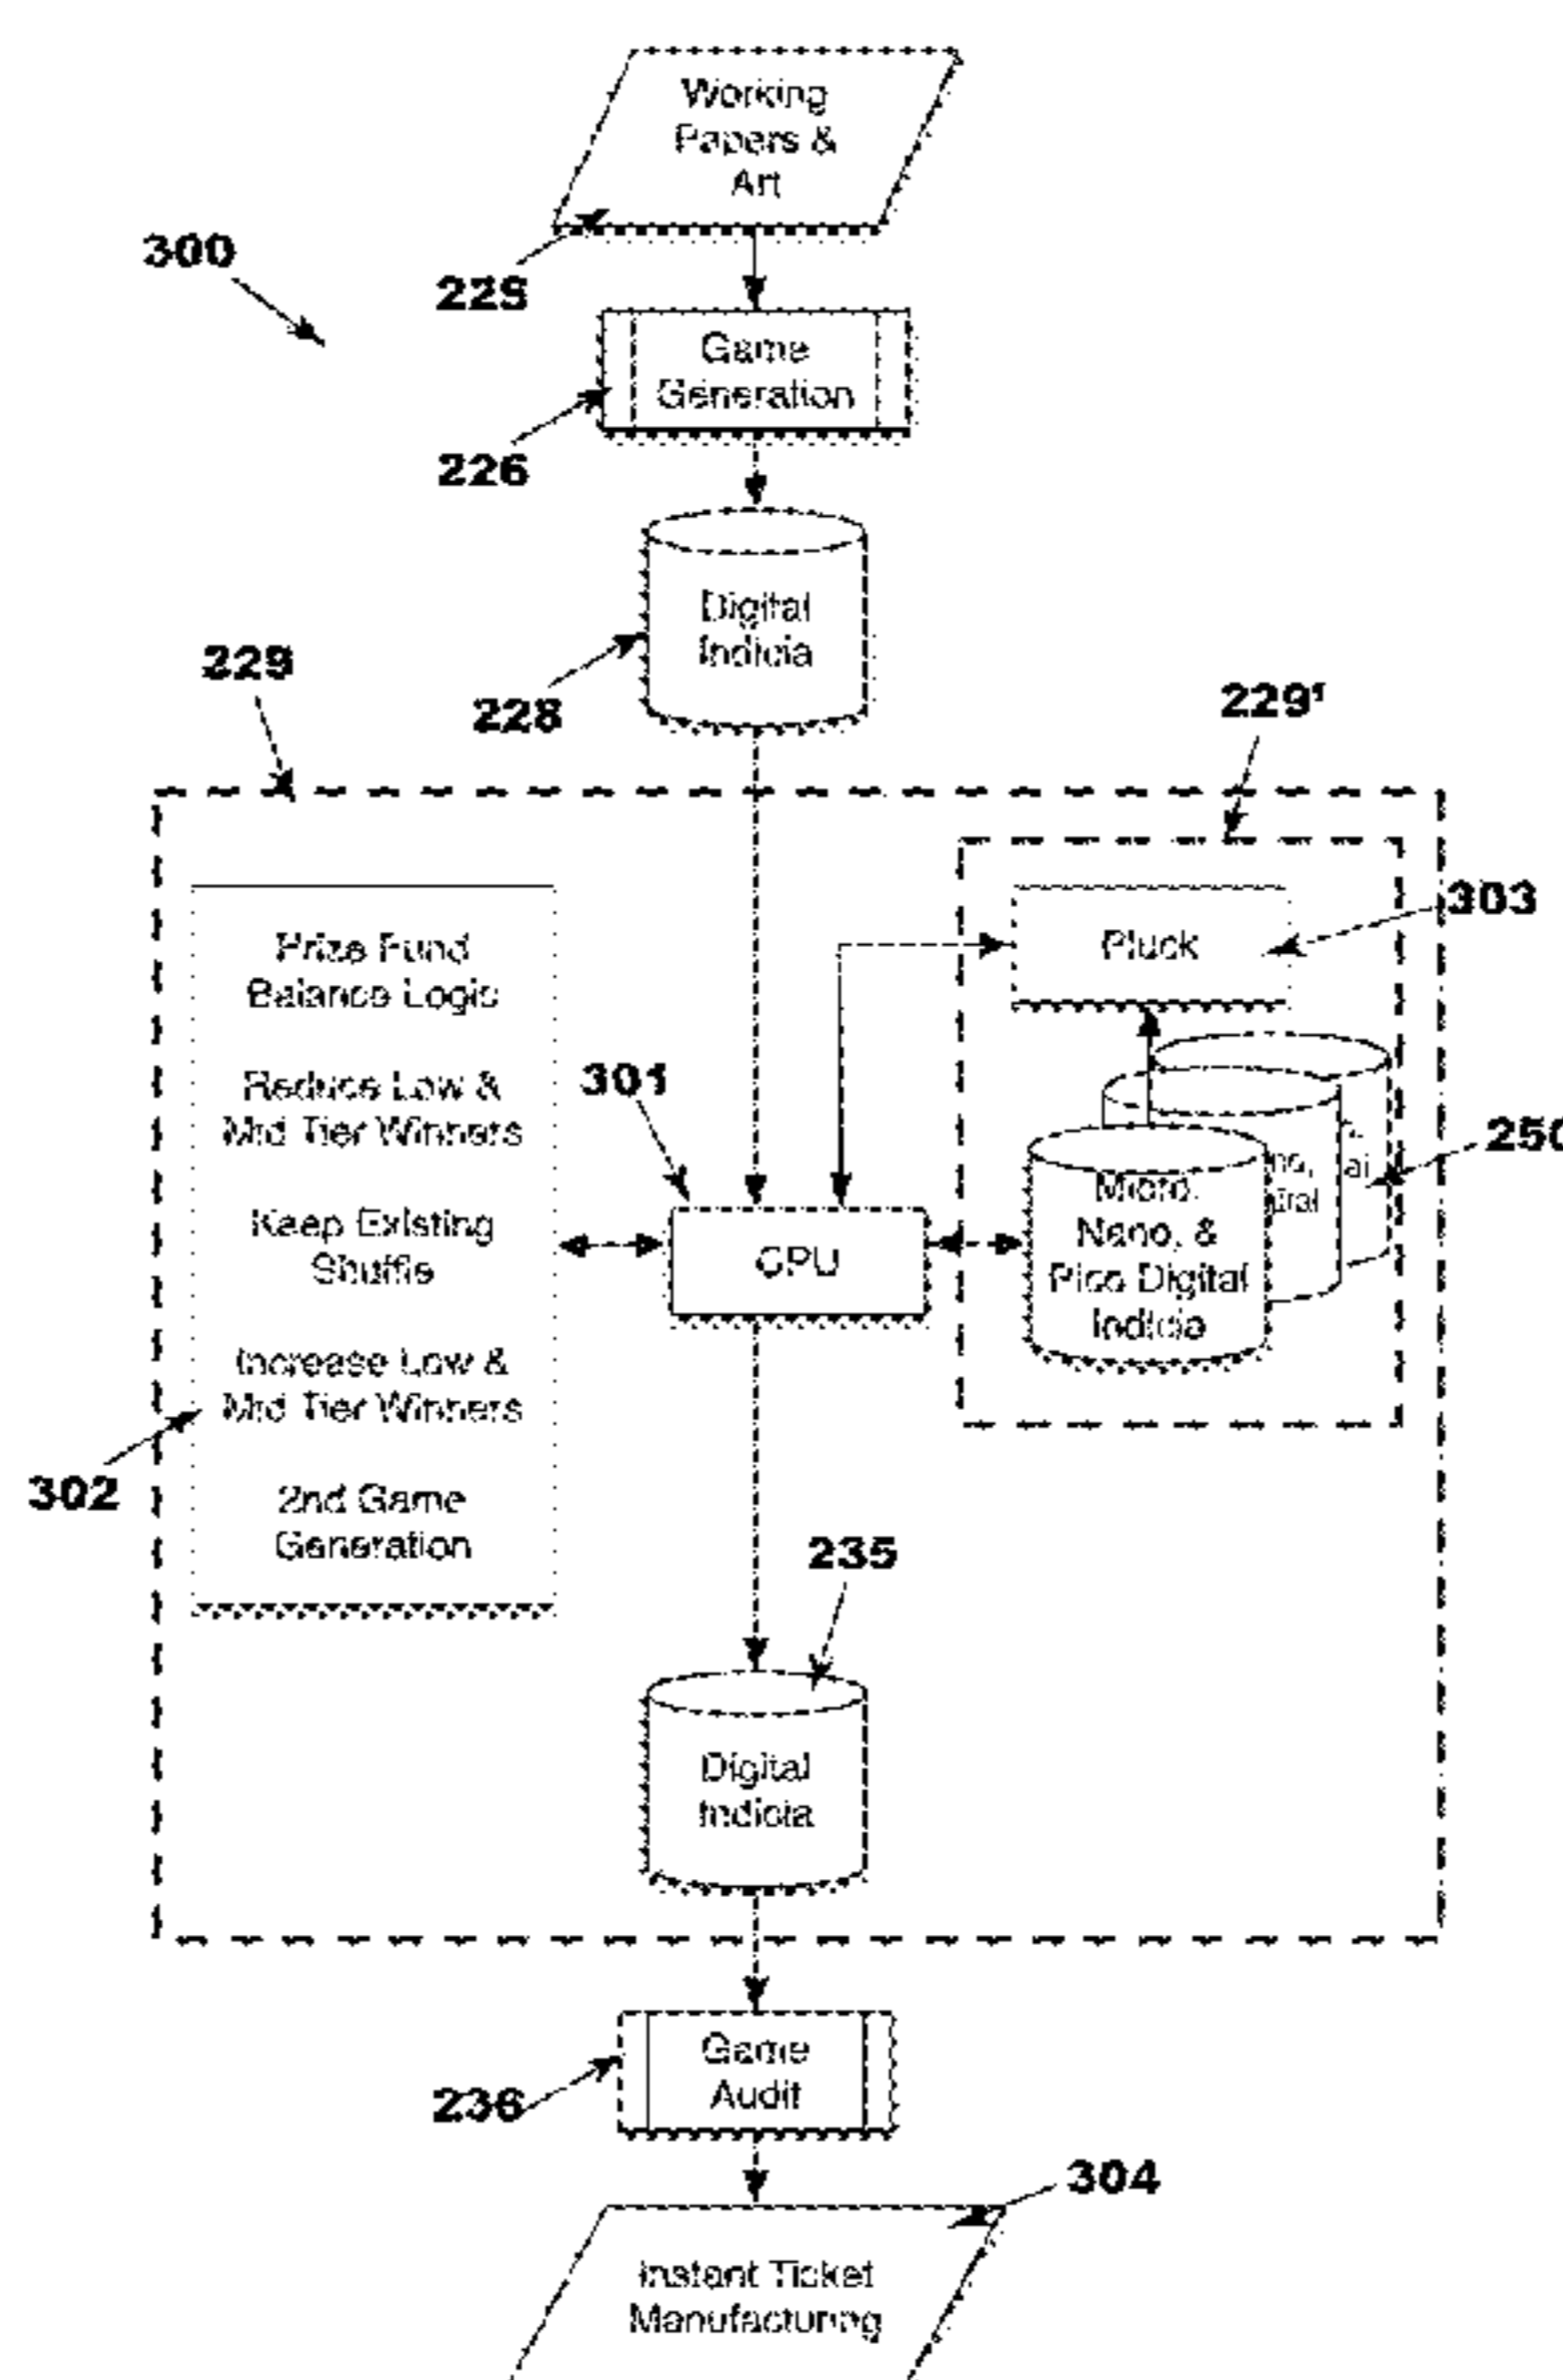 Working
Papers &
Art
300
225
Game
Generation
226
Digital
Indicia
228
229
229'
Prize Fund
Balance Logic
Reduce Low &
Mid Tier Winners
Keep Existing
Shuffle
Increase Low &
Mid Tier Winners
2nd Game
Generation
302
Pluck
303
301
CPU
Micro,
Nano, &
Pico Digital
Indicia
250
235
Digital
Indicia
Game
Audit
236
304
Instant Ticket
Manufacturing